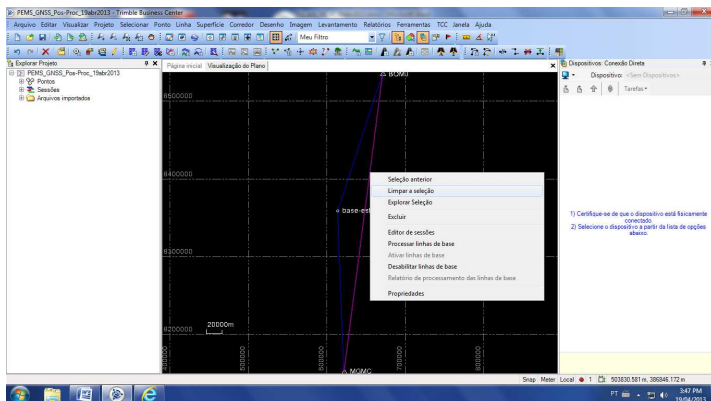 PEMS_GNSS_Pos-Proc_19abr2013 - Trimble Business Center
Arquivo Editar Visualizar Projeto Selecionar Ponto Linha Superfície Corredor Desenho Imagem Levantamento Relatórios Ferramentas TCC Janela Ajuda
Meu Filtro
Explorar Projeto
Página inicial Visualização do Plano
Dispositivos: Conexão Direta
PEMS_GNSS_Pos-Proc_19abr2013
Pontos
Sessões
Arquivos importados
Dispositivo: <Sem Dispositivos>
Tarefas
BOMJ
8500000
8400000
8300000
8200000
base-est
Seleção anterior
Limpar a seleção
Explorar Seleção
Excluir
Editor de sessões
Processar linhas de base
Ativar linhas de base
Desabilitar linhas de base
Relatório de processamento das linhas de base
Propriedades
1) Certifique-se de que o dispositivo está fisicamente
conectado.
2) Selecione o dispositivo a partir da lista de opções
abaixo.
20000m
400000
500000
600000
700000
800000
MGMC
Snap Meter Local 1 503830.581 m, 386846.172 m
PT
3:47 PM
19/04/2013